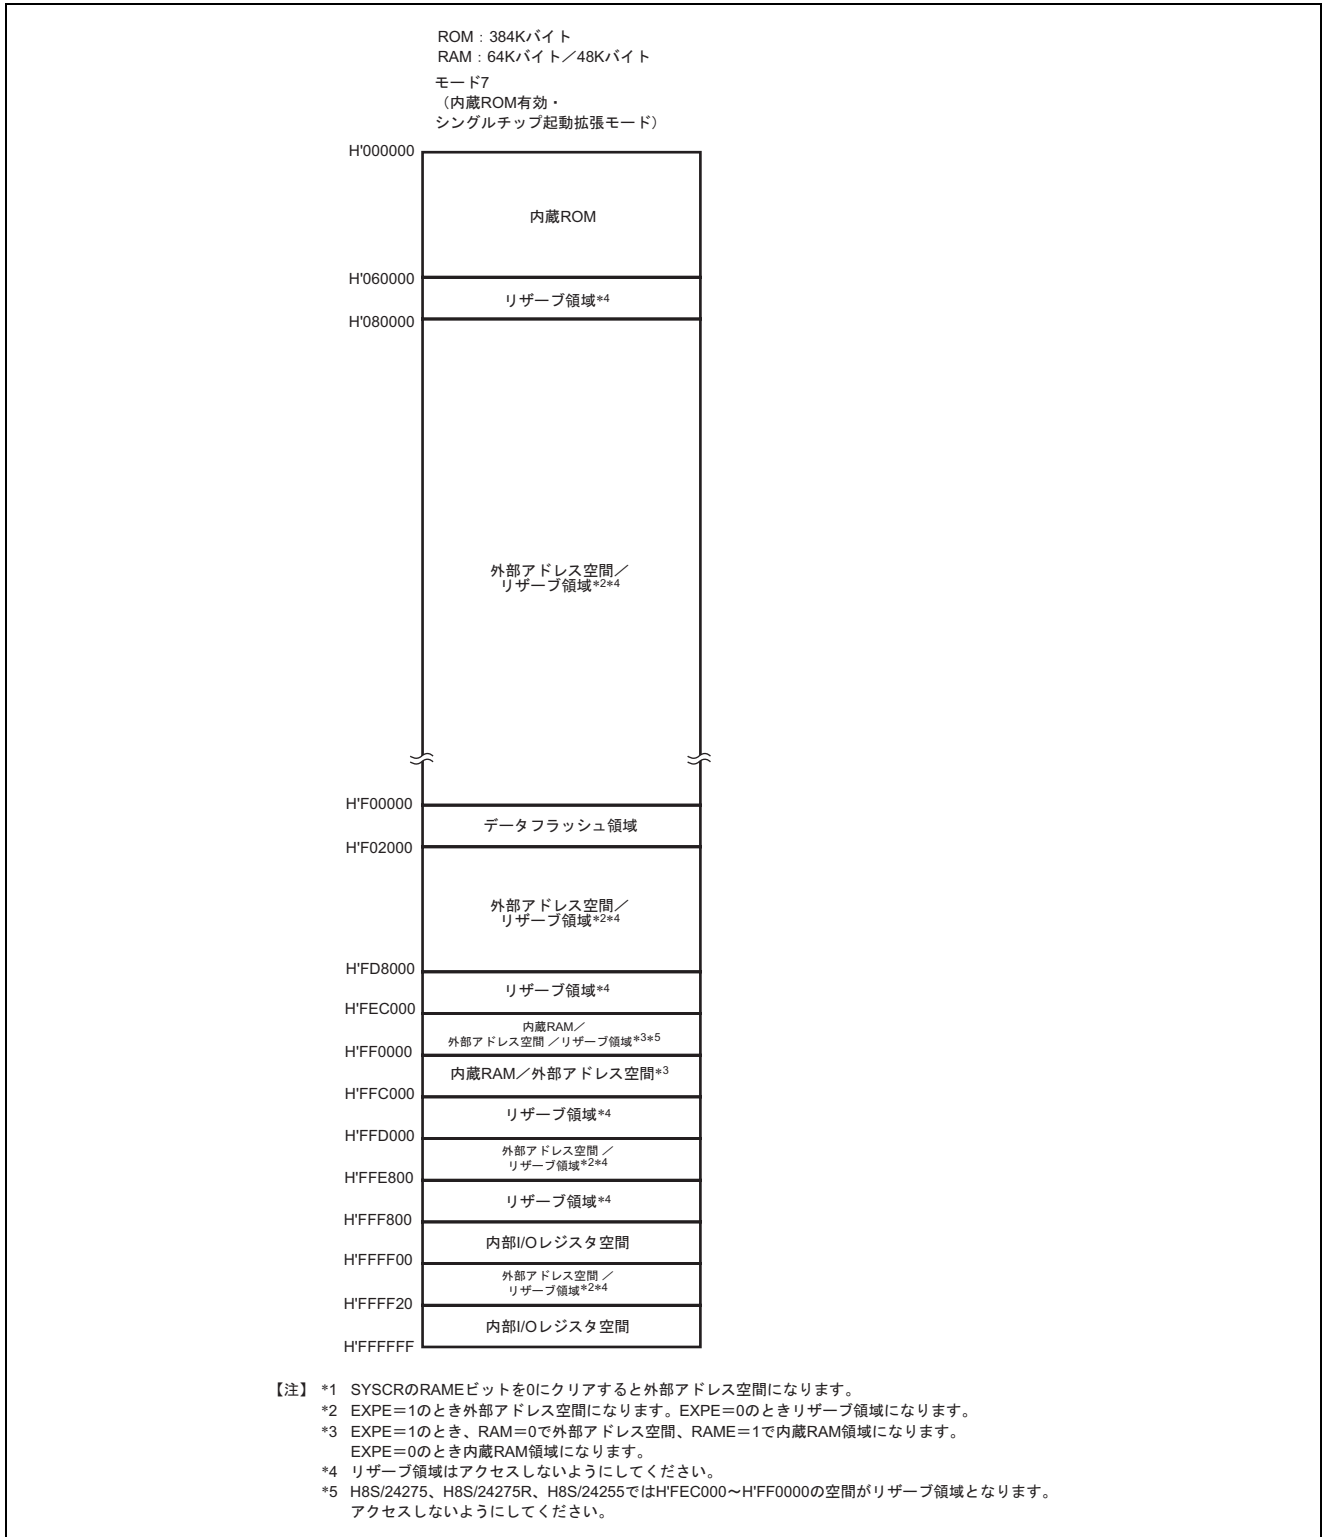 ROM：384Kバイト
RAM：64Kバイト／48Kバイト
モード7
（内蔵ROM有効・
シングルチップ起動拡張モード）
H'000000
内蔵ROM
H'060000
リザーブ領域*4
H'080000
外部アドレス空間／
リザーブ領域*2*4
H'F00000
データフラッシュ領域
H'F02000
外部アドレス空間／
リザーブ領域*2*4
H'FD8000
リザーブ領域*4
H'FEC000
内蔵RAM／
外部アドレス空間／リザーブ領域*3*5
H'FF0000
内蔵RAM／外部アドレス空間*3
H'FFC000
リザーブ領域*4
H'FFD000
外部アドレス空間／
リザーブ領域*2*4
H'FFE800
リザーブ領域*4
H'FFF800
内部I/Oレジスタ空間
H'FFFF00
外部アドレス空間／
リザーブ領域*2*4
H'FFFF20
内部I/Oレジスタ空間
H'FFFFFF
【注】 *1 SYSCRのRAMEビットを0にクリアすると外部アドレス空間になります。
*2 EXPE＝1のとき外部アドレス空間になります。EXPE＝0のときリザーブ領域になります。
*3 EXPE＝1のとき、RAM＝0で外部アドレス空間、RAME＝1で内蔵RAM領域になります。
EXPE＝0のとき内蔵RAM領域になります。
*4 リザーブ領域はアクセスしないようにしてください。
*5 H8S/24275、H8S/24275R、H8S/24255ではH'FEC000～H'FF0000の空間がリザーブ領域となります。
アクセスしないようにしてください。